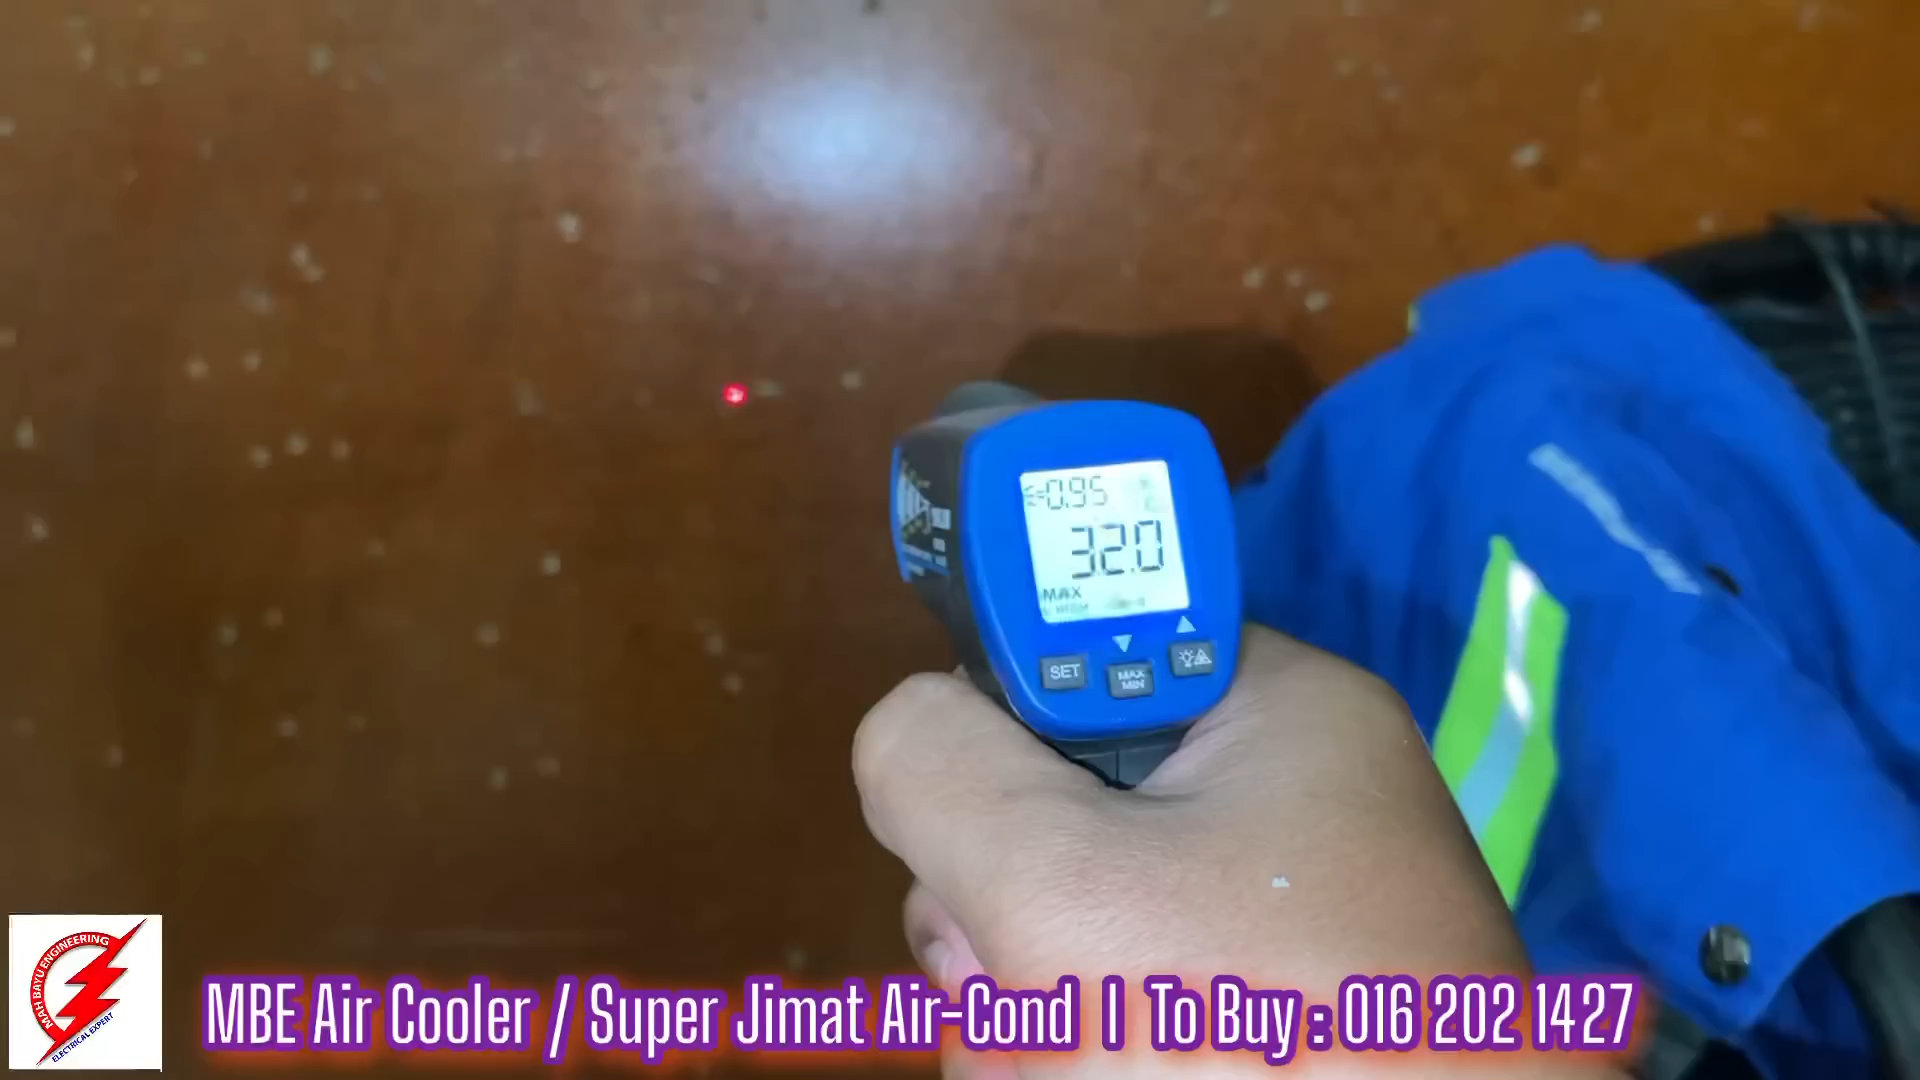 ε=0.95
32.0
MAX
SET
MAX
MIN
MAH BAYU ENGINEERING
ELECTRICAL EXPERT
MBE Air Cooler / Super Jimat Air-Cond | To Buy : 016 202 1427